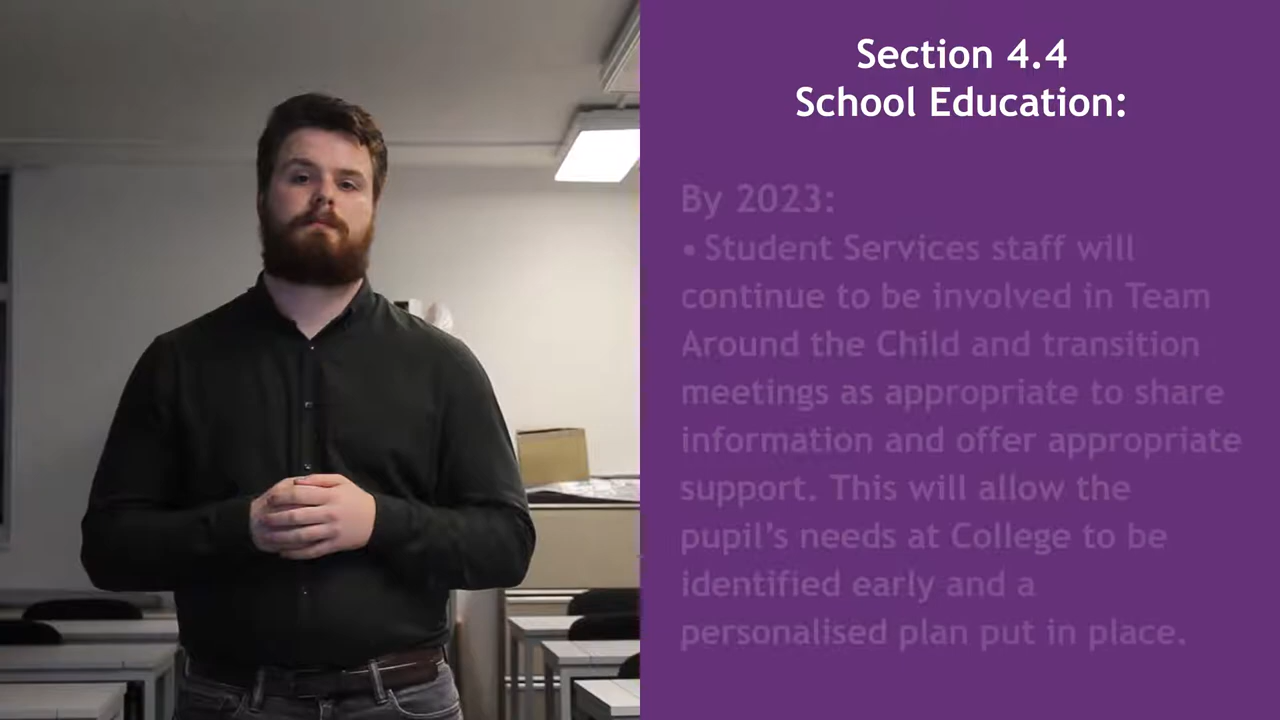 Section 4.4
School Education:
By 2023:
• Student Services staff will
continue to be involved in Team
Around the Child and transition
meetings as appropriate to share
information and offer appropriate
support. This will allow the
pupil's needs at College to be
identified early and a
personalised plan put in place.